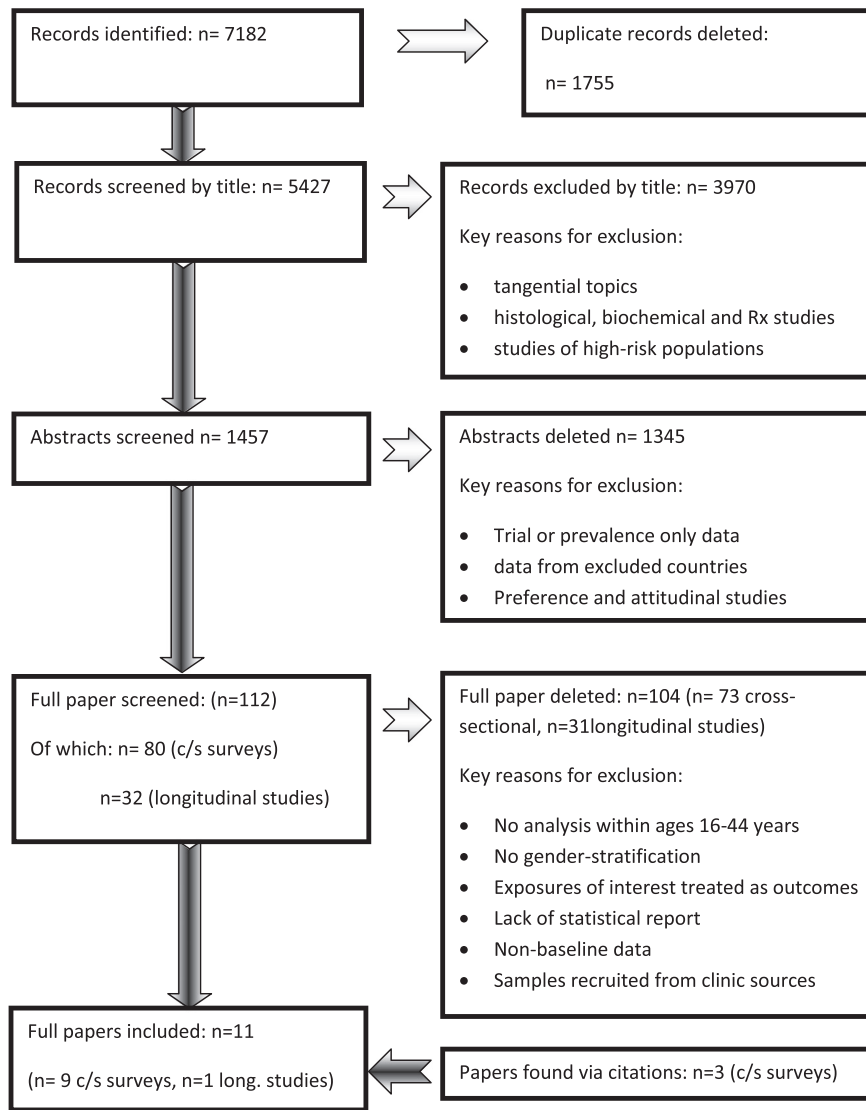 Records identified: n= 7182
Duplicate records deleted:
n= 1755
Records screened by title: n= 5427
Records excluded by title: n= 3970
Key reasons for exclusion:
• tangential topics
• histological, biochemical and Rx studies
• studies of high-risk populations
Abstracts screened n= 1457
Abstracts deleted n= 1345
Key reasons for exclusion:
• Trial or prevalence only data
• data from excluded countries
• Preference and attitudinal studies
Full paper screened: (n=112)
Of which: n= 80 (c/s surveys)
n=32 (longitudinal studies)
Full paper deleted: n=104 (n= 73 cross-
sectional, n=31longitudinal studies)
Key reasons for exclusion:
• No analysis within ages 16-44 years
• No gender-stratification
• Exposures of interest treated as outcomes
• Lack of statistical report
• Non-baseline data
• Samples recruited from clinic sources
Full papers included: n=11
(n= 9 c/s surveys, n=1 long. studies)
Papers found via citations: n=3 (c/s surveys)